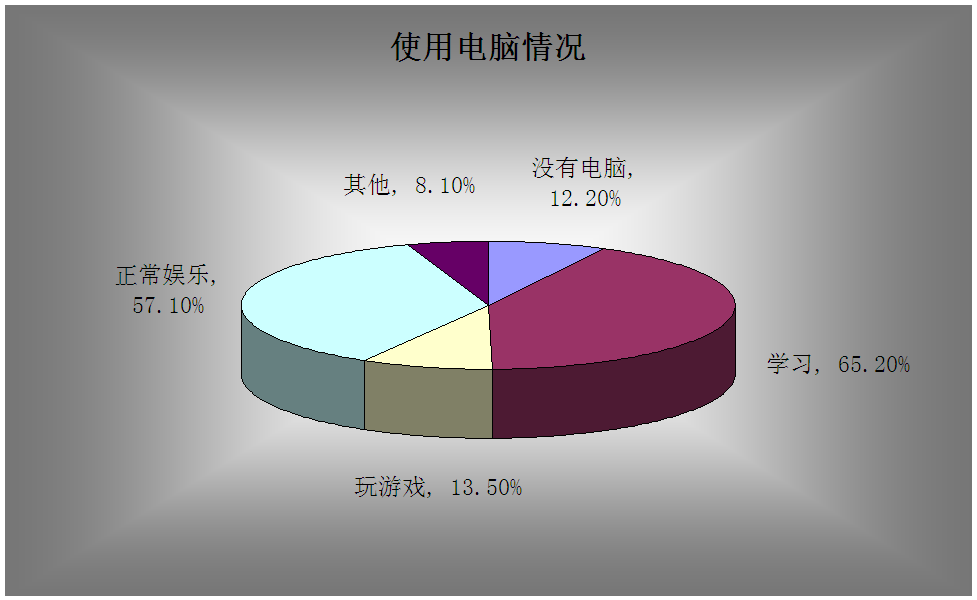 使用电脑情况
其他, 8.10%
没有电脑,
12.20%
正常娱乐,
57.10%
学习, 65.20%
玩游戏, 13.50%